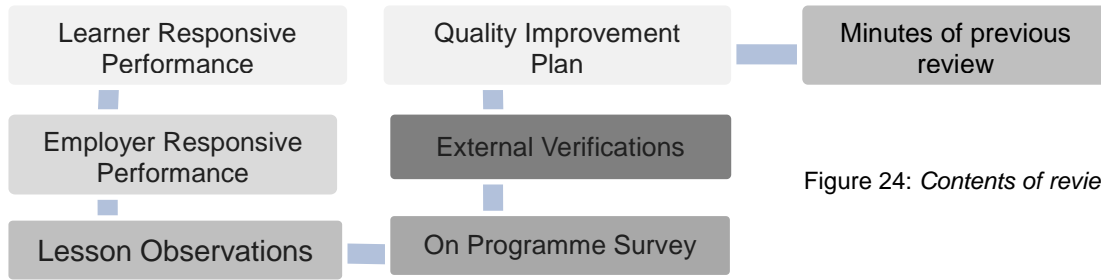 Learner Responsive
Performance
Employer Responsive
Performance
Lesson Observations
Quality Improvement
Plan
External Verifications
On Programme Survey
Minutes of previous
review
Figure 24: Contents of revie